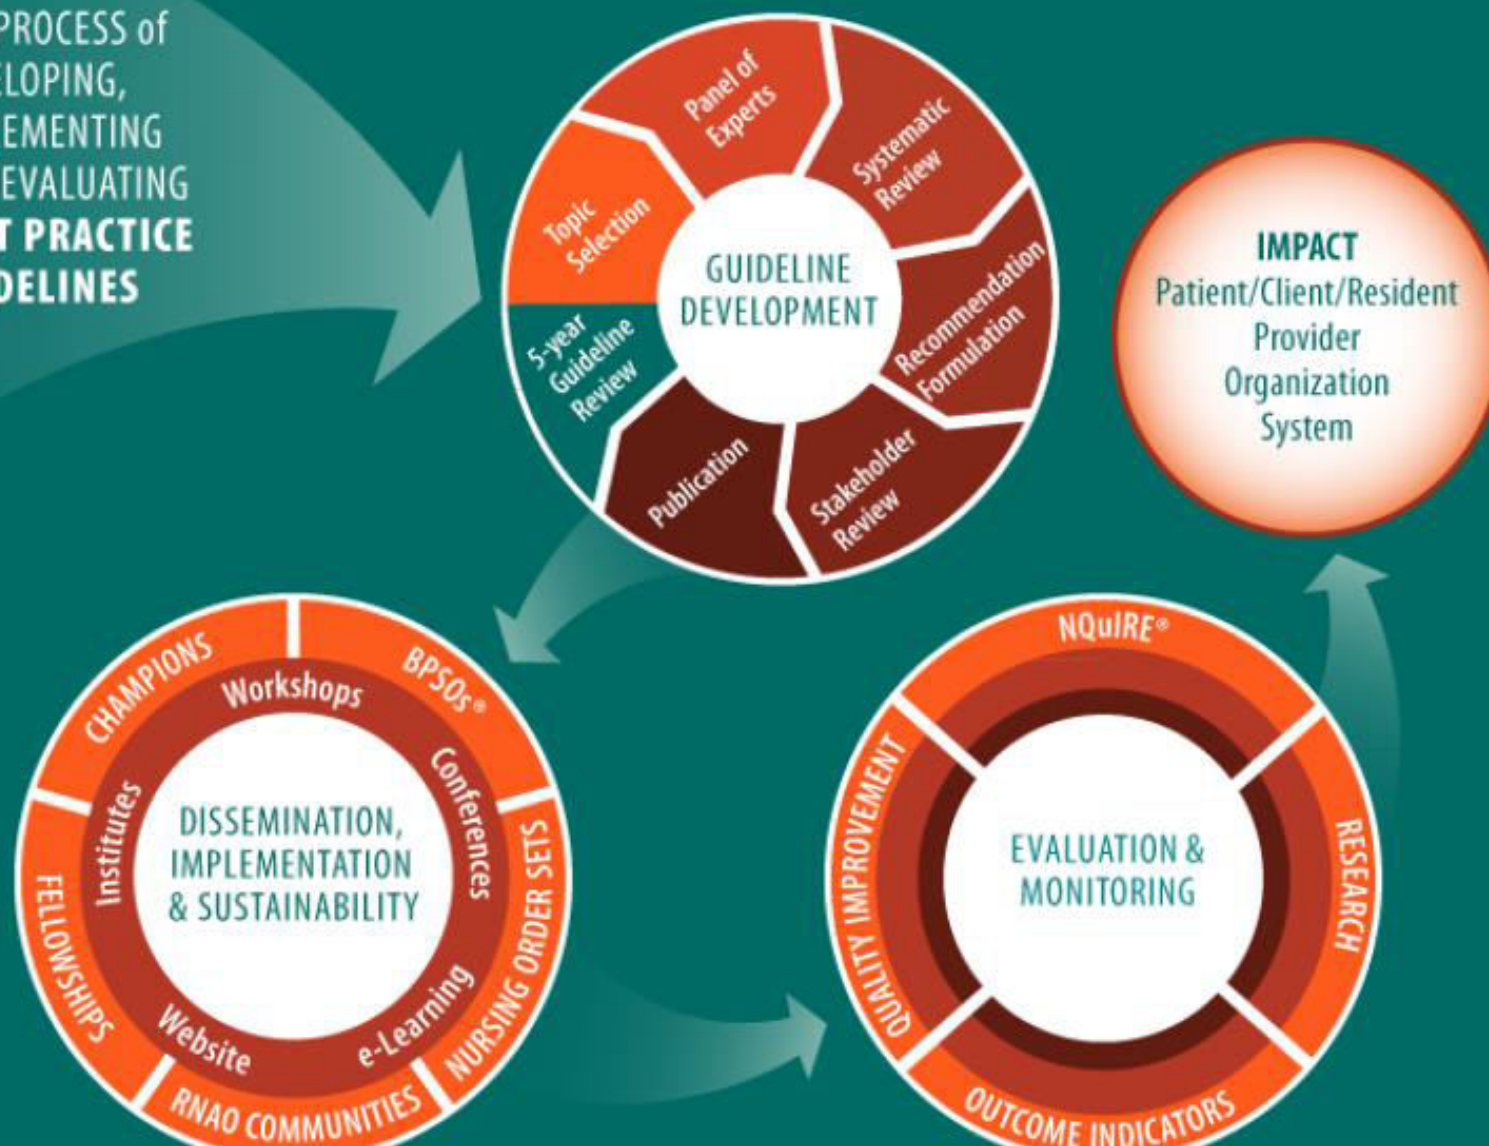 PROCESS of
ELOPING,
EMENTING
EVALUATING
T PRACTICE
DELINES
Topic
Selection
Panel of
Experts
Systematic
Review
Recommendation
Formulation
Stakeholder
Review
Publication
5-year
Guideline
Review
GUIDELINE
DEVELOPMENT
IMPACT
Patient/Client/Resident
Provider
Organization
System
CHAMPIONS
BPSOs®
NURSING ORDER SETS
RNAO COMMUNITIES
FELLOWSHIPS
Workshops
Conferences
e-Learning
Website
Institutes
DISSEMINATION,
IMPLEMENTATION
& SUSTAINABILITY
NQuIRE®
RESEARCH
OUTCOME INDICATORS
QUALITY IMPROVEMENT
EVALUATION &
MONITORING